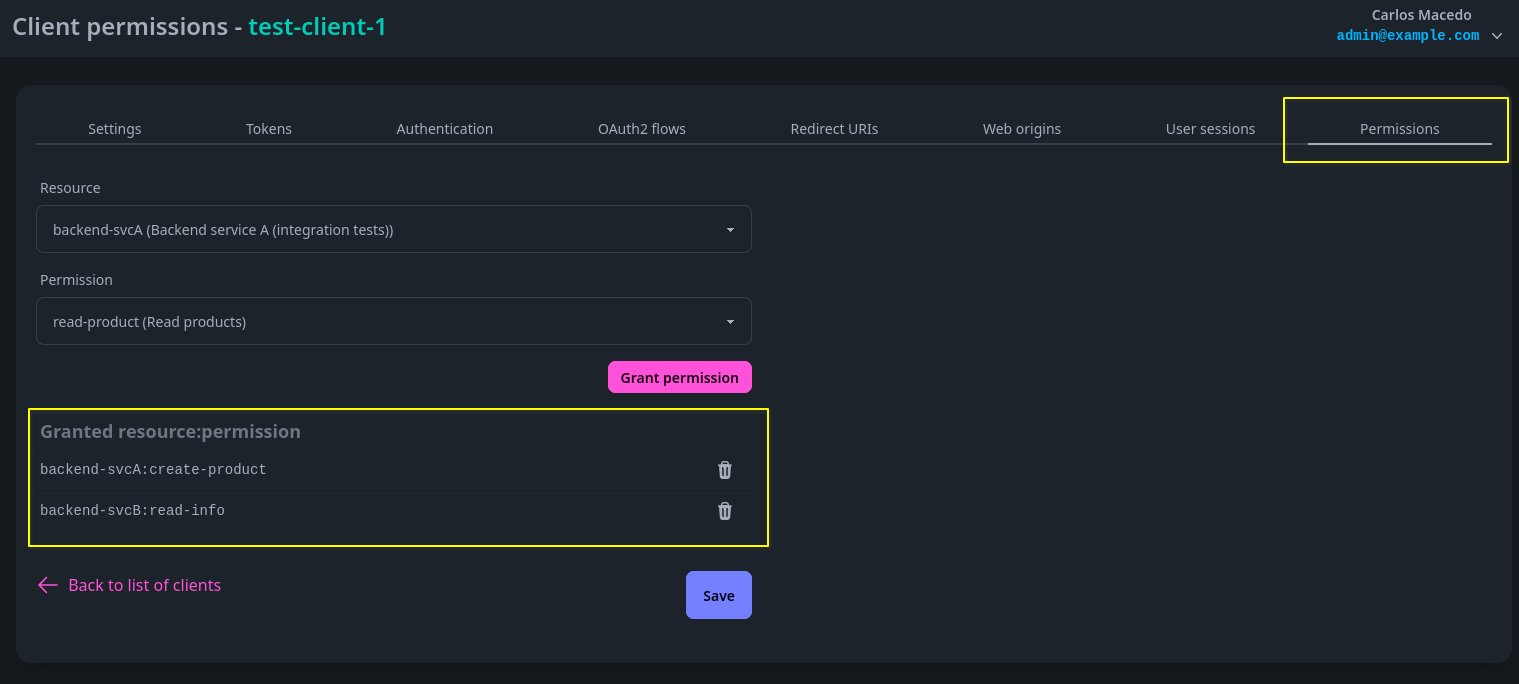 Client permissions - test-client-1
Carlos Macedo
admin@example.com
Settings Tokens Authentication OAuth2 flows Redirect URIs Web origins User sessions Permissions
Resource
backend-svcA (Backend service A (integration tests))
Permission
read-product (Read products)
Grant permission
Granted resource:permission
backend-svcA:create-product
backend-svcB:read-info
Back to list of clients
Save